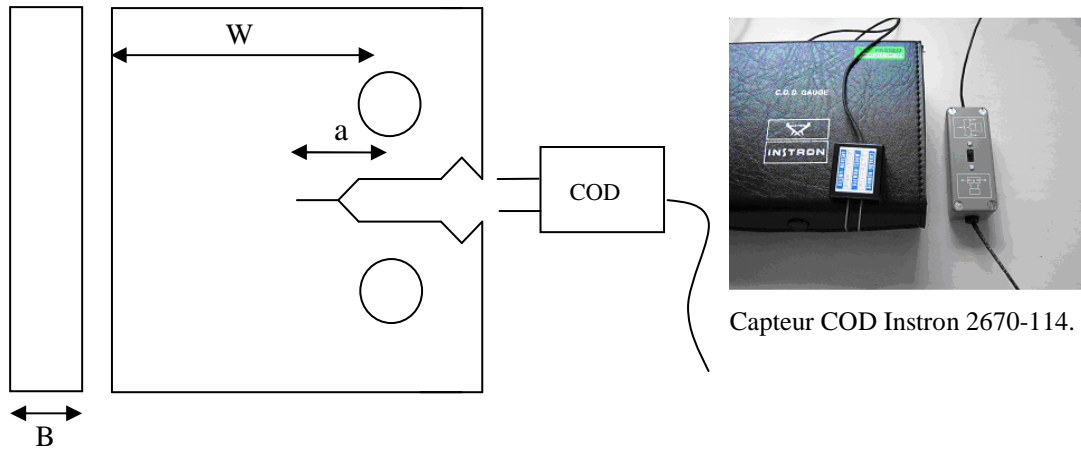 W
a
COD
B
C.O.D. GAUGE
INSTRON
Capteur COD Instron 2670-114.